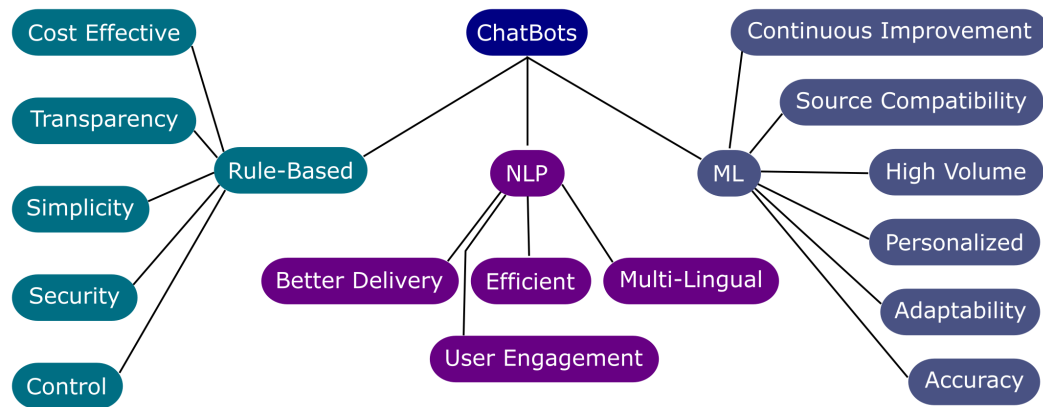 ChatBots
Rule-Based
Cost Effective
Transparency
Simplicity
Security
Control
NLP
Better Delivery
Efficient
Multi-Lingual
User Engagement
ML
Continuous Improvement
Source Compatibility
High Volume
Personalized
Adaptability
Accuracy